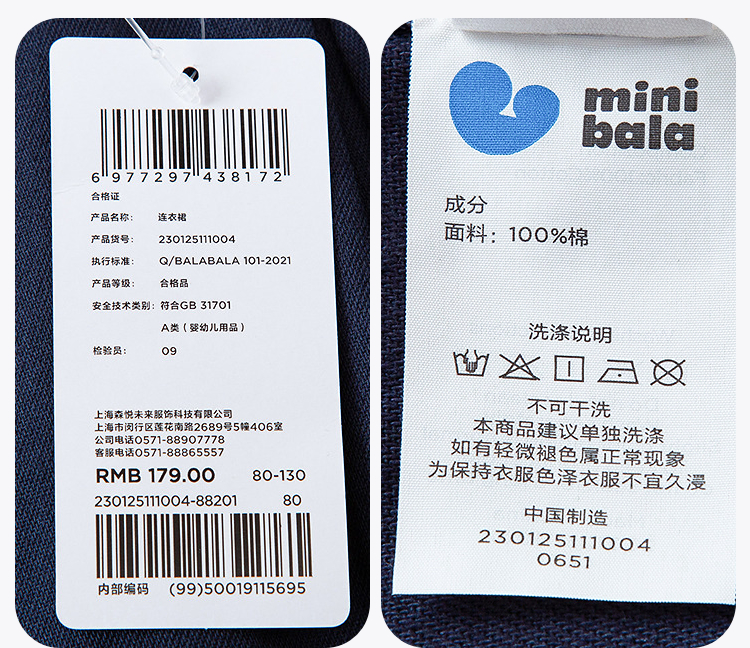 6 977297 438172
合格证
产品名称: 连衣裙
产品货号: 230125111004
执行标准: Q/BALABALA 101-2021
产品等级: 合格品
安全技术类别: 符合GB 31701
A类（婴幼儿用品）
检验员: 09
上海森悦未来服饰科技有限公司
上海市闵行区莲花南路2689号5幢406室
公司电话0571-88907778
客服电话0571-88865557
RMB 179.00 80-130
230125111004-88201 80
内部编码 (99)50019115695
mini
bala
成分
面料: 100%棉
洗涤说明
不可干洗
本商品建议单独洗涤
如有轻微褪色属正常现象
为保持衣服色泽衣服不宜久浸
中国制造
230125111004
0651